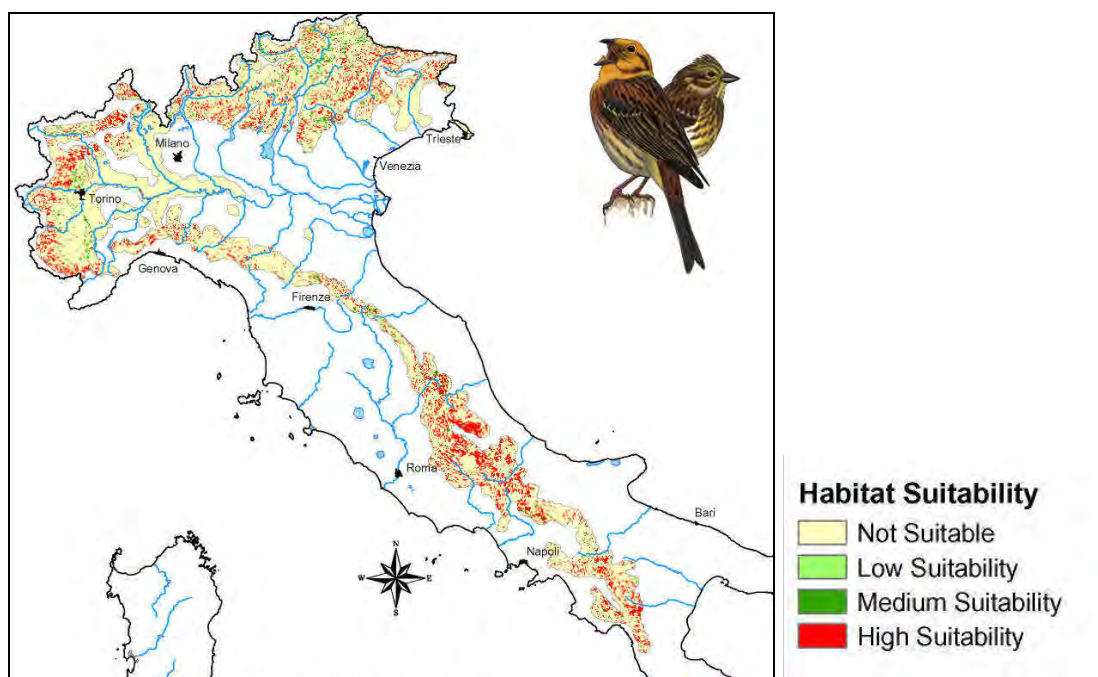 Trieste
Milano
Venezia
Torino
Genova
Firenze
Roma
Bari
Napoli
N
W E
S
Habitat Suitability
Not Suitable
Low Suitability
Medium Suitability
High Suitability